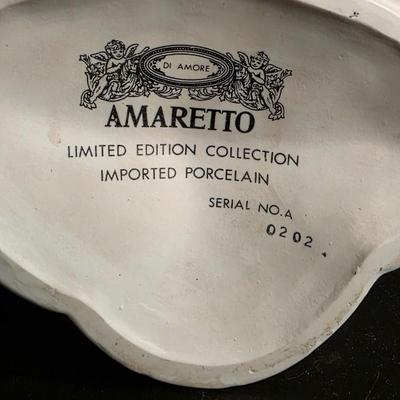 DI AMORE
AMARETTO
LIMITED EDITION COLLECTION
IMPORTED PORCELAIN
SERIAL NO. A
0202